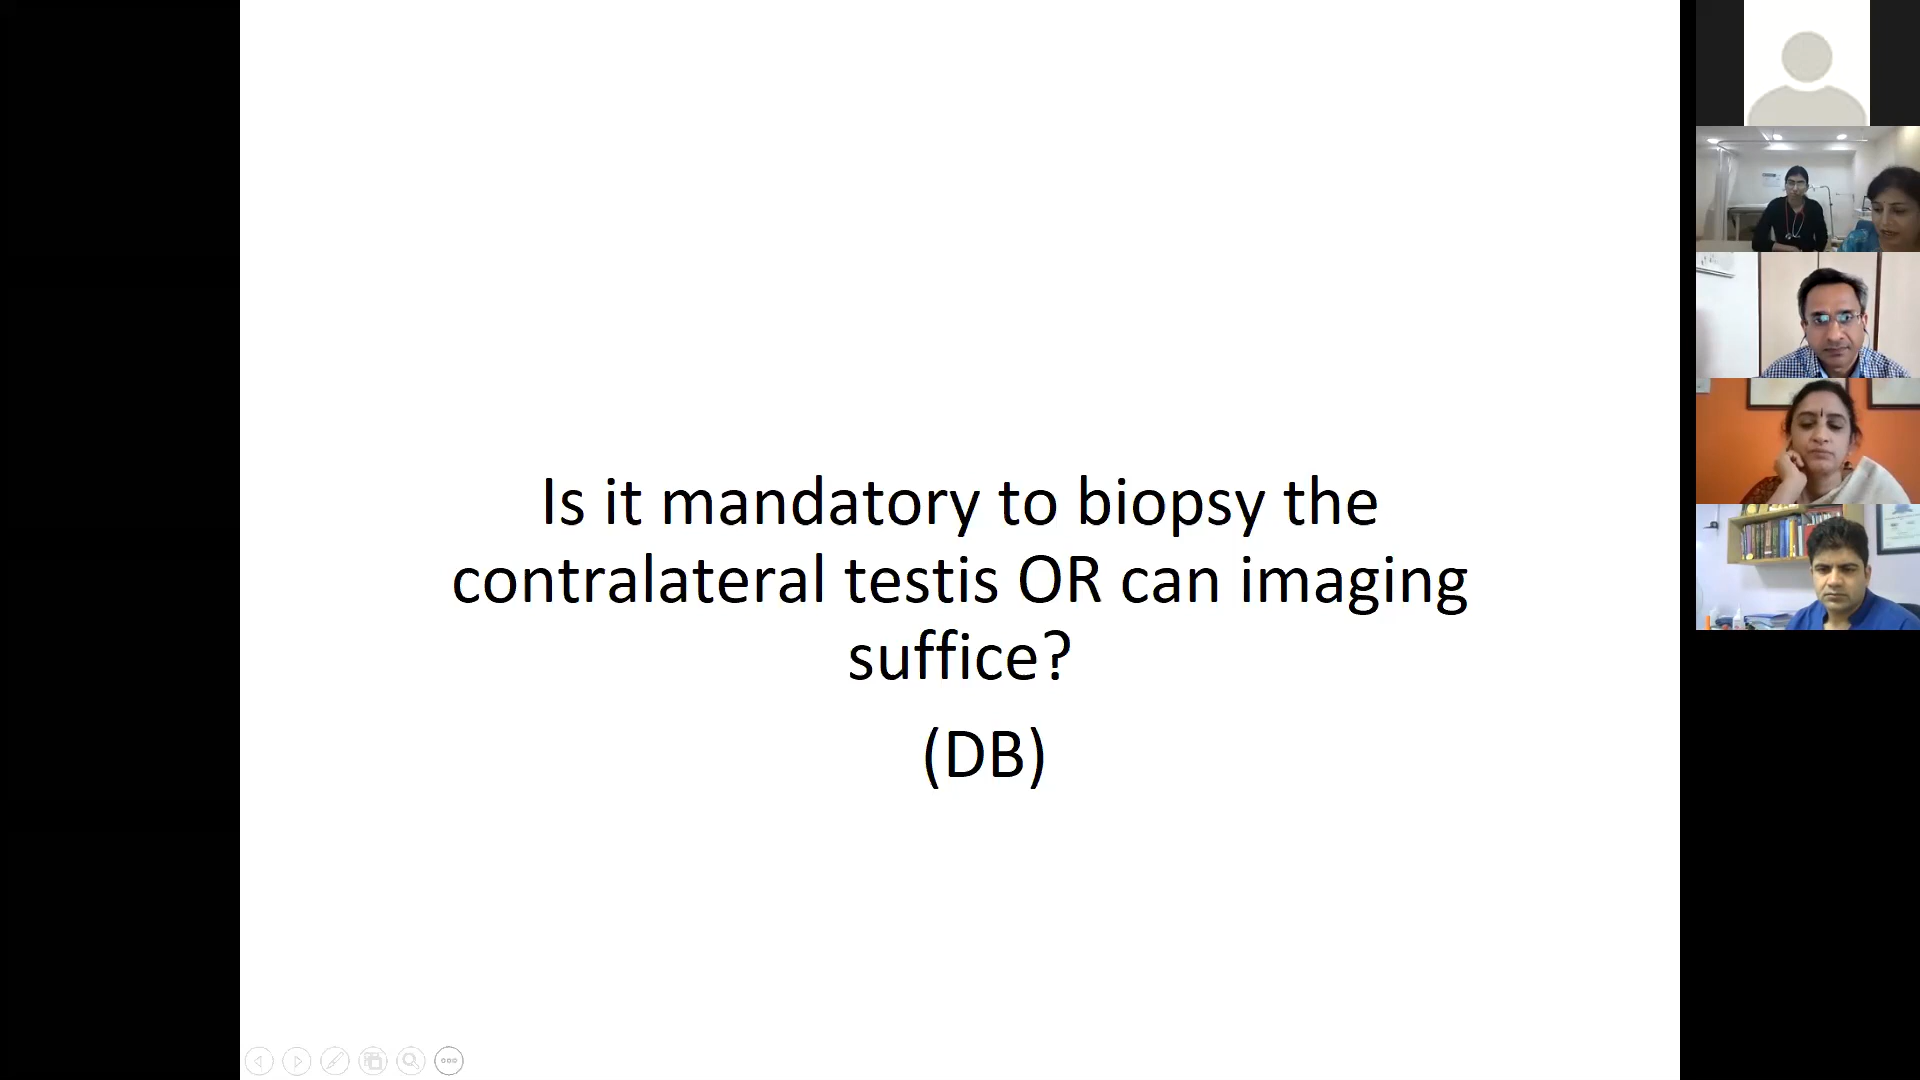 Is it mandatory to biopsy the
contralateral testis OR can imaging
suffice?
(DB)